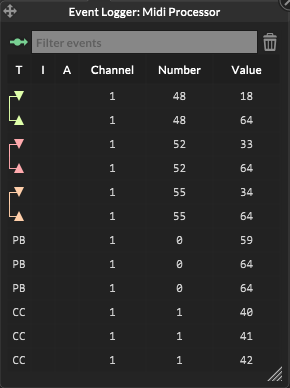 Event Logger: Midi Processor
Filter events
T I A Channel Number Value
1 48 18
1 48 64
1 52 33
1 52 64
1 55 34
1 55 64
PB 1 0 59
PB 1 0 64
PB 1 0 64
CC 1 1 40
CC 1 1 41
CC 1 1 42